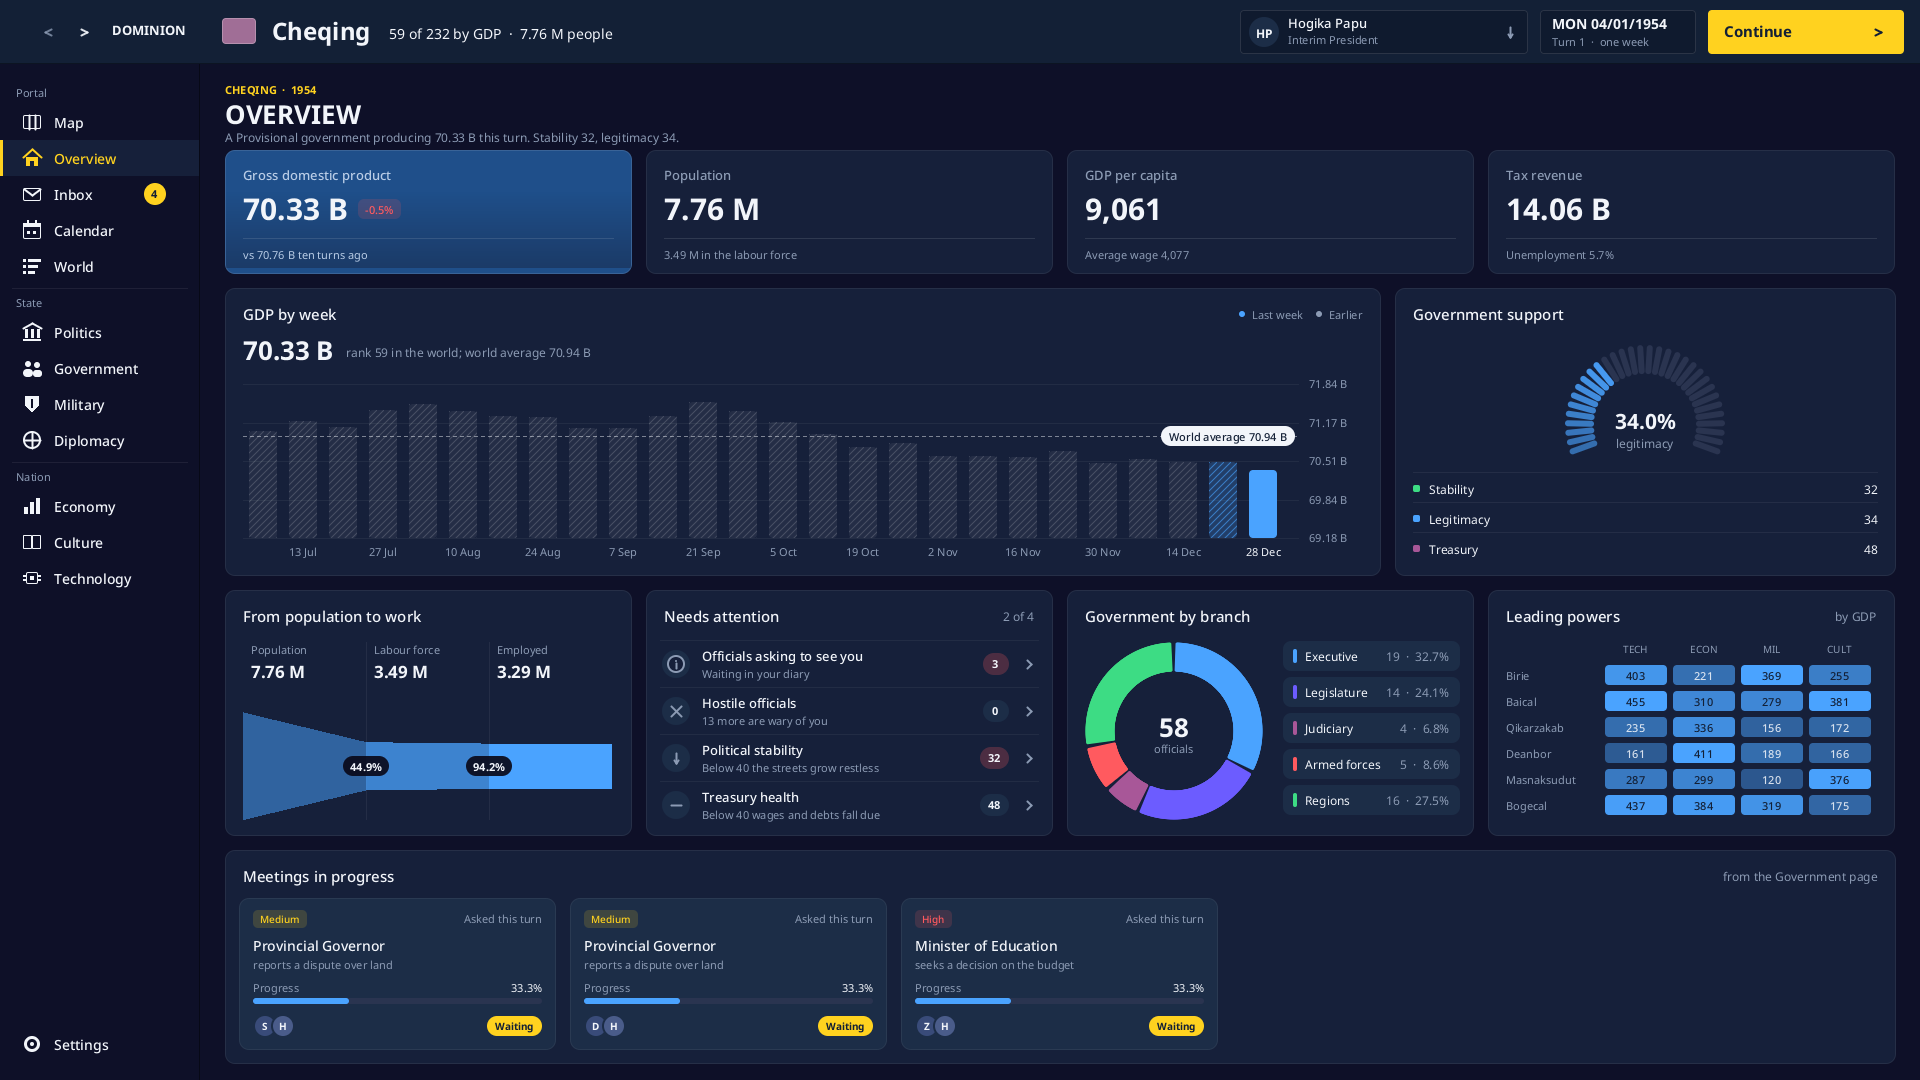 < > DOMINION
Cheqing 59 of 232 by GDP · 7.76 M people
HP Hogika Papu
Interim President
MON 04/01/1954
Turn 1 · one week
Continue >
Portal
Map
Overview
Inbox 4
Calendar
World
State
Politics
Government
Military
Diplomacy
Nation
Economy
Culture
Technology
Settings
CHEQING · 1954
OVERVIEW
A Provisional government producing 70.33 B this turn. Stability 32, legitimacy 34.
Gross domestic product
70.33 B -0.5%
vs 70.76 B ten turns ago
Population
7.76 M
3.49 M in the labour force
GDP per capita
9,061
Average wage 4,077
Tax revenue
14.06 B
Unemployment 5.7%
GDP by week
Last week Earlier
70.33 B rank 59 in the world; world average 70.94 B
71.84 B
71.17 B
World average 70.94 B
70.51 B
69.84 B
69.18 B
13 Jul 27 Jul 10 Aug 24 Aug 7 Sep 21 Sep 5 Oct 19 Oct 2 Nov 16 Nov 30 Nov 14 Dec 28 Dec
Government support
34.0%
legitimacy
Stability 32
Legitimacy 34
Treasury 48
From population to work
Population Labour force Employed
7.76 M 3.49 M 3.29 M
44.9% 94.2%
Needs attention 2 of 4
Officials asking to see you
Waiting in your diary
3
Hostile officials
13 more are wary of you
0
Political stability
Below 40 the streets grow restless
32
Treasury health
Below 40 wages and debts fall due
48
Government by branch
58
officials
Executive 19 · 32.7%
Legislature 14 · 24.1%
Judiciary 4 · 6.8%
Armed forces 5 · 8.6%
Regions 16 · 27.5%
Leading powers by GDP
TECH ECON MIL CULT
Birie 403 221 369 255
Baical 455 310 279 381
Qikarzakab 235 336 156 172
Deanbor 161 411 189 166
Masnaksudut 287 299 120 376
Bogecal 437 384 319 175
Meetings in progress from the Government page
Medium Asked this turn
Provincial Governor
reports a dispute over land
Progress 33.3%
S H Waiting
Medium Asked this turn
Provincial Governor
reports a dispute over land
Progress 33.3%
D H Waiting
High Asked this turn
Minister of Education
seeks a decision on the budget
Progress 33.3%
Z H Waiting